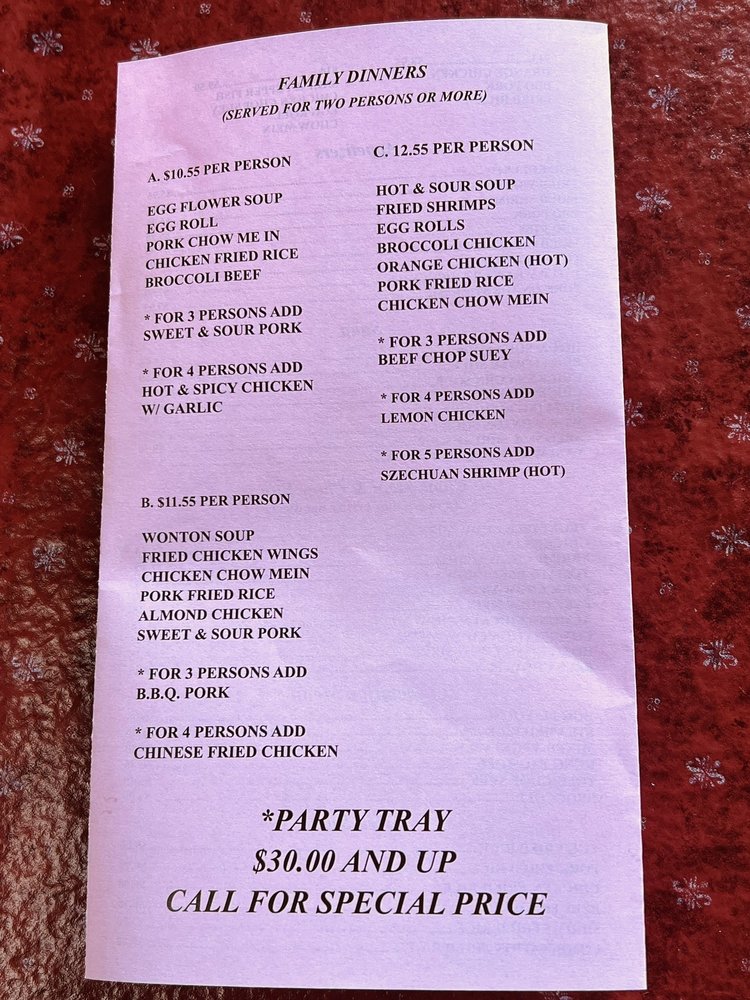 FAMILY DINNERS
(SERVED FOR TWO PERSONS OR MORE)
A. $10.55 PER PERSON
EGG FLOWER SOUP
EGG ROLL
PORK CHOW ME IN
CHICKEN FRIED RICE
BROCCOLI BEEF
* FOR 3 PERSONS ADD
SWEET & SOUR PORK
* FOR 4 PERSONS ADD
HOT & SPICY CHICKEN
W/ GARLIC
B. $11.55 PER PERSON
WONTON SOUP
FRIED CHICKEN WINGS
CHICKEN CHOW MEIN
PORK FRIED RICE
ALMOND CHICKEN
SWEET & SOUR PORK
* FOR 3 PERSONS ADD
B.B.Q. PORK
* FOR 4 PERSONS ADD
CHINESE FRIED CHICKEN
C. 12.55 PER PERSON
HOT & SOUR SOUP
FRIED SHRIMPS
EGG ROLLS
BROCCOLI CHICKEN
ORANGE CHICKEN (HOT)
PORK FRIED RICE
CHICKEN CHOW MEIN
* FOR 3 PERSONS ADD
BEEF CHOP SUEY
* FOR 4 PERSONS ADD
LEMON CHICKEN
* FOR 5 PERSONS ADD
SZECHUAN SHRIMP (HOT)
*PARTY TRAY
$30.00 AND UP
CALL FOR SPECIAL PRICE